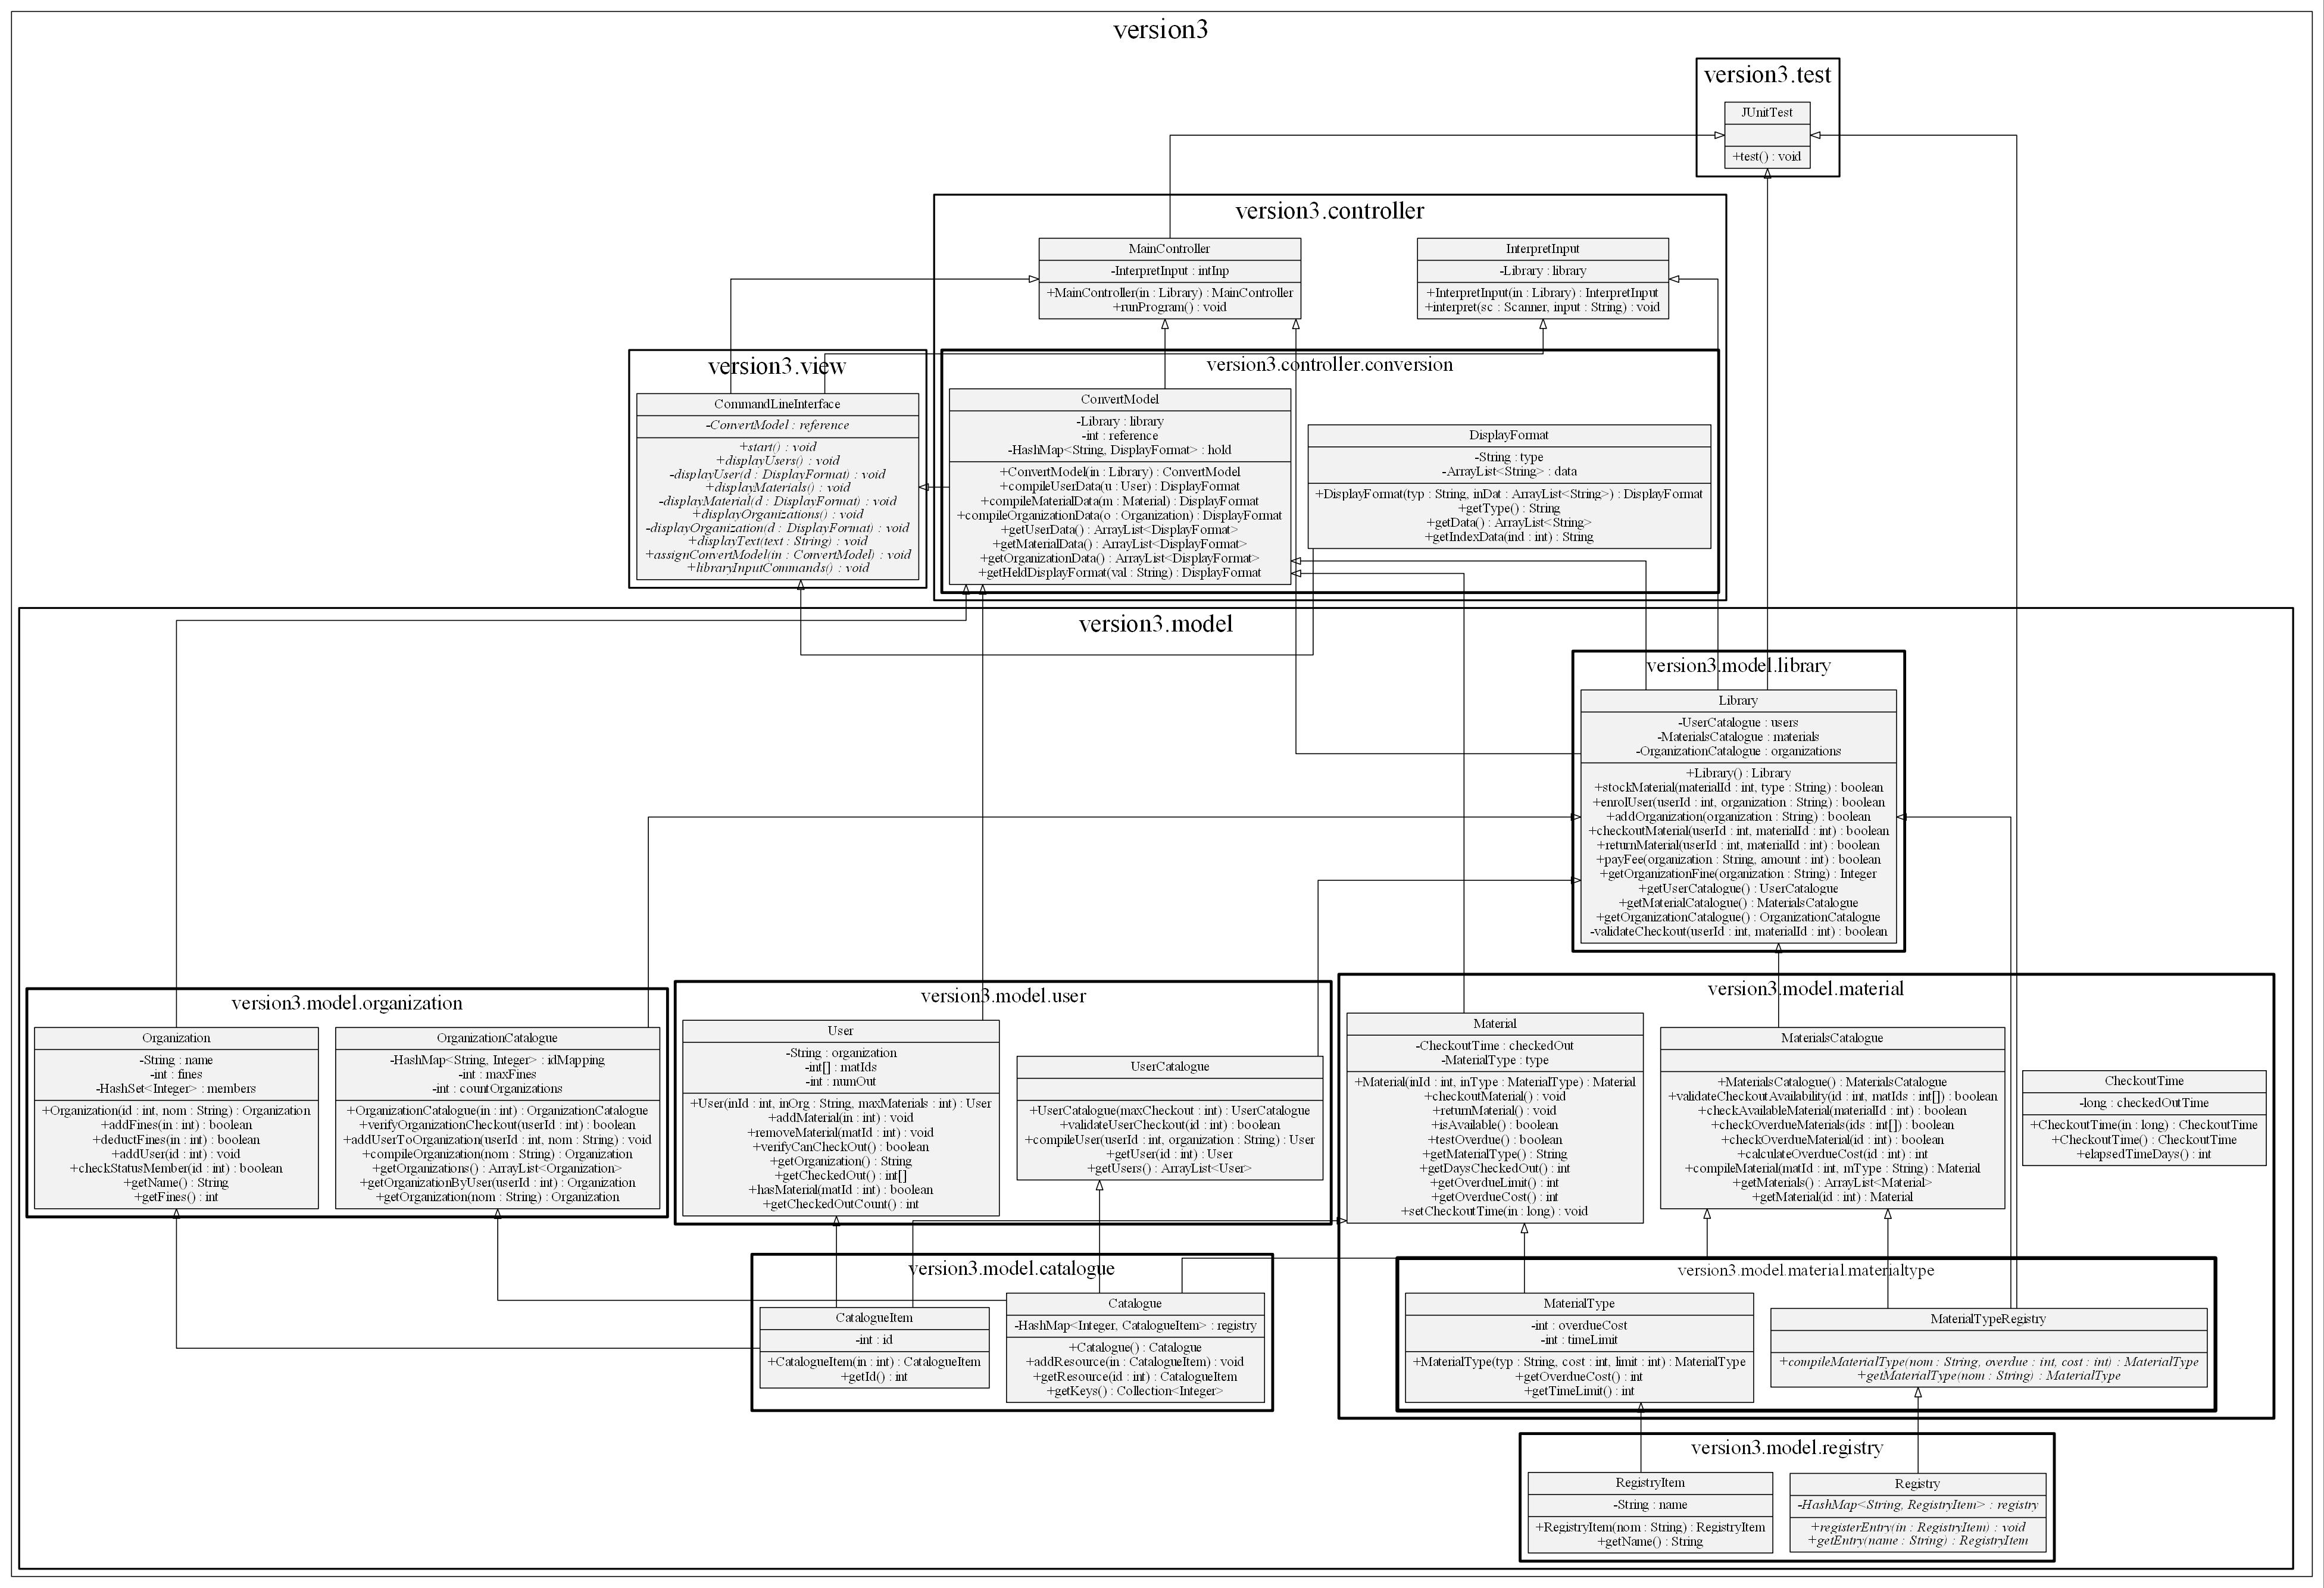 version3
version3.test
JUnitTest
+test() : void
version3.controller
MainController
-InterpretInput : intInp
+MainController(in : Library) : MainController
+runProgram() : void
InterpretInput
-Library : library
+InterpretInput(in : Library) : InterpretInput
+interpret(sc : Scanner, input : String) : void
version3.view
CommandLineInterface
-ConvertModel : reference
+start() : void
+displayUsers() : void
-displayUser(d : DisplayFormat) : void
+displayMaterials() : void
-displayMaterial(d : DisplayFormat) : void
+displayOrganizations() : void
-displayOrganization(d : DisplayFormat) : void
+displayText(text : String) : void
+assignConvertModel(in : ConvertModel) : void
+libraryInputCommands() : void
version3.controller.conversion
ConvertModel
-Library : library
-int : reference
-HashMap<String, DisplayFormat> : hold
+ConvertModel(in : Library) : ConvertModel
+compileUserData(u : User) : DisplayFormat
+compileMaterialData(m : Material) : DisplayFormat
+compileOrganizationData(o : Organization) : DisplayFormat
+getUserData() : ArrayList<DisplayFormat>
+getMaterialData() : ArrayList<DisplayFormat>
+getOrganizationData() : ArrayList<DisplayFormat>
+getHeldDisplayFormat(val : String) : DisplayFormat
DisplayFormat
-String : type
-ArrayList<String> : data
+DisplayFormat(typ : String, inDat : ArrayList<String>) : DisplayFormat
+getType() : String
+getData() : ArrayList<String>
+getIndexData(ind : int) : String
version3.model
version3.model.library
Library
-UserCatalogue : users
-MaterialsCatalogue : materials
-OrganizationCatalogue : organizations
+Library() : Library
+stockMaterial(materialId : int, type : String) : boolean
+enrolUser(userId : int, organization : String) : boolean
+addOrganization(organization : String) : boolean
+checkoutMaterial(userId : int, materialId : int) : boolean
+returnMaterial(userId : int, materialId : int) : boolean
+payFee(organization : String, amount : int) : boolean
+getOrganizationFine(organization : String) : Integer
+getUserCatalogue() : UserCatalogue
+getMaterialCatalogue() : MaterialsCatalogue
+getOrganizationCatalogue() : OrganizationCatalogue
-validateCheckout(userId : int, materialId : int) : boolean
version3.model.organization
Organization
-String : name
-int : fines
-HashSet<Integer> : members
+Organization(id : int, nom : String) : Organization
+addFines(in : int) : boolean
+deductFines(in : int) : boolean
+addUser(id : int) : void
+checkStatusMember(id : int) : boolean
+getName() : String
+getFines() : int
OrganizationCatalogue
-HashMap<String, Integer> : idMapping
-int : maxFines
-int : countOrganizations
+OrganizationCatalogue(in : int) : OrganizationCatalogue
+verifyOrganizationCheckout(userId : int) : boolean
+addUserToOrganization(userId : int, nom : String) : void
+compileOrganization(nom : String) : Organization
+getOrganizations() : ArrayList<Organization>
+getOrganizationByUser(userId : int) : Organization
+getOrganization(nom : String) : Organization
version3.model.user
User
-String : organization
-int[] : matIds
-int : numOut
+User(inId : int, inOrg : String, maxMaterials : int) : User
+addMaterial(in : int) : void
+removeMaterial(matId : int) : void
+verifyCanCheckOut() : boolean
+getOrganization() : String
+getCheckedOut() : int[]
+hasMaterial(matId : int) : boolean
+getCheckedOutCount() : int
UserCatalogue
+UserCatalogue(maxCheckout : int) : UserCatalogue
+validateUserCheckout(id : int) : boolean
+compileUser(userId : int, organization : String) : User
+getUser(id : int) : User
+getUsers() : ArrayList<User>
version3.model.material
Material
-CheckoutTime : checkedOut
-MaterialType : type
+Material(inId : int, inType : MaterialType) : Material
+checkoutMaterial() : void
+returnMaterial() : void
+isAvailable() : boolean
+testOverdue() : boolean
+getMaterialType() : String
+getDaysCheckedOut() : int
+getOverdueLimit() : int
+getOverdueCost() : int
+setCheckoutTime(in : long) : void
MaterialsCatalogue
+MaterialsCatalogue() : MaterialsCatalogue
+validateCheckoutAvailability(id : int, matIds : int[]) : boolean
+checkAvailableMaterial(materialId : int) : boolean
+checkOverdueMaterials(ids : int[]) : boolean
+checkOverdueMaterial(id : int) : boolean
+calculateOverdueCost(id : int) : int
+compileMaterial(matId : int, mType : String) : Material
+getMaterials() : ArrayList<Material>
+getMaterial(id : int) : Material
CheckoutTime
-long : checkedOutTime
+CheckoutTime(in : long) : CheckoutTime
+CheckoutTime() : CheckoutTime
+elapsedTimeDays() : int
version3.model.catalogue
CatalogueItem
-int : id
+CatalogueItem(in : int) : CatalogueItem
+getId() : int
Catalogue
-HashMap<Integer, CatalogueItem> : registry
+Catalogue() : Catalogue
+addResource(in : CatalogueItem) : void
+getResource(id : int) : CatalogueItem
+getKeys() : Collection<Integer>
version3.model.material.materialtype
MaterialType
-int : overdueCost
-int : timeLimit
+MaterialType(typ : String, cost : int, limit : int) : MaterialType
+getOverdueCost() : int
+getTimeLimit() : int
MaterialTypeRegistry
+compileMaterialType(nom : String, overdue : int, cost : int) : MaterialType
+getMaterialType(nom : String) : MaterialType
version3.model.registry
RegistryItem
-String : name
+RegistryItem(nom : String) : RegistryItem
+getName() : String
Registry
-HashMap<String, RegistryItem> : registry
+registerEntry(in : RegistryItem) : void
+getEntry(name : String) : RegistryItem